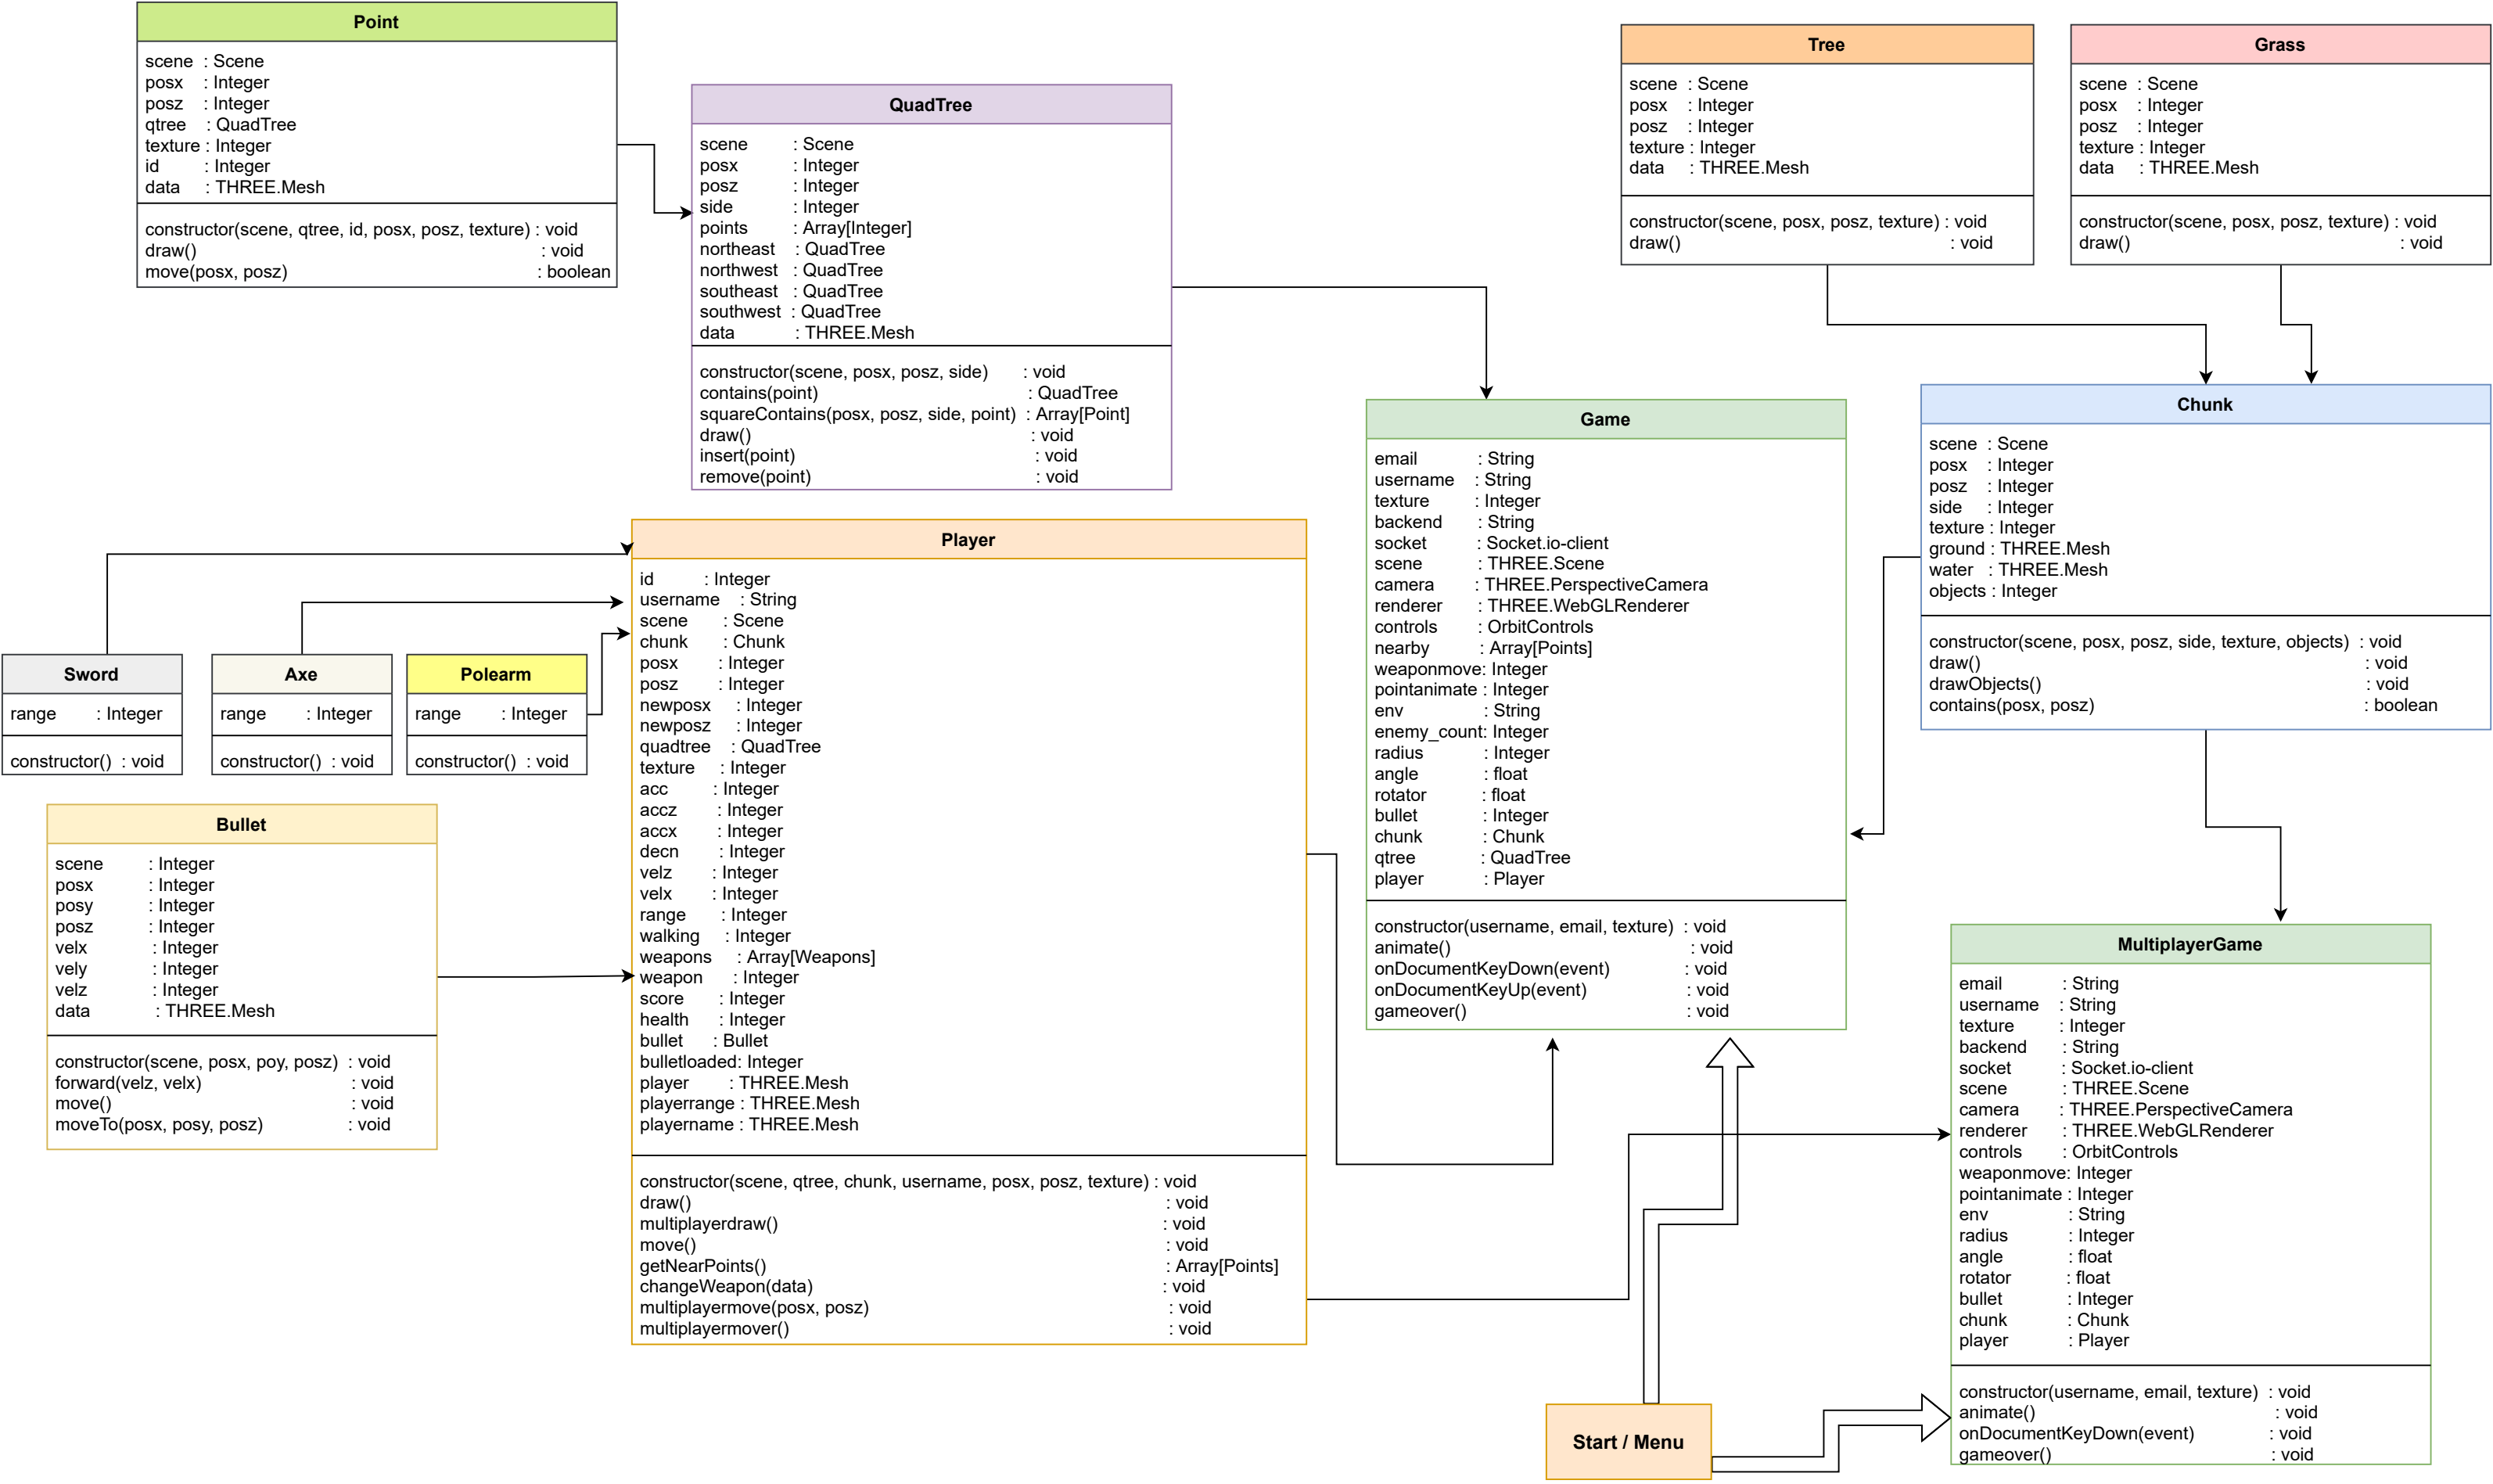 Point
scene : Scene
posx : Integer
posz : Integer
qtree : QuadTree
texture : Integer
id : Integer
data : THREE.Mesh
constructor(scene, qtree, id, posx, posz, texture) : void
draw() : void
move(posx, posz) : boolean
QuadTree
scene : Scene
posx : Integer
posz : Integer
side : Integer
points : Array[Integer]
northeast : QuadTree
northwest : QuadTree
southeast : QuadTree
southwest : QuadTree
data : THREE.Mesh
constructor(scene, posx, posz, side) : void
contains(point) : QuadTree
squareContains(posx, posz, side, point) : Array[Point]
draw() : void
insert(point) : void
remove(point) : void
Tree
scene : Scene
posx : Integer
posz : Integer
texture : Integer
data : THREE.Mesh
constructor(scene, posx, posz, texture) : void
draw() : void
Grass
scene : Scene
posx : Integer
posz : Integer
texture : Integer
data : THREE.Mesh
constructor(scene, posx, posz, texture) : void
draw() : void
Game
email : String
username : String
texture : Integer
backend : String
socket : Socket.io-client
scene : THREE.Scene
camera : THREE.PerspectiveCamera
renderer : THREE.WebGLRenderer
controls : OrbitControls
nearby : Array[Points]
weaponmove: Integer
pointanimate : Integer
env : String
enemy_count: Integer
radius : Integer
angle : float
rotator : float
bullet : Integer
chunk : Chunk
qtree : QuadTree
player : Player
constructor(username, email, texture) : void
animate() : void
onDocumentKeyDown(event) : void
onDocumentKeyUp(event) : void
gameover() : void
Chunk
scene : Scene
posx : Integer
posz : Integer
side : Integer
texture : Integer
ground : THREE.Mesh
water : THREE.Mesh
objects : Integer
constructor(scene, posx, posz, side, texture, objects) : void
draw() : void
drawObjects() : void
contains(posx, posz) : boolean
Player
id : Integer
username : String
scene : Scene
chunk : Chunk
posx : Integer
posz : Integer
newposx : Integer
newposz : Integer
quadtree : QuadTree
texture : Integer
acc : Integer
accz : Integer
accx : Integer
decn : Integer
velz : Integer
velx : Integer
range : Integer
walking : Integer
weapons : Array[Weapons]
weapon : Integer
score : Integer
health : Integer
bullet : Bullet
bulletloaded: Integer
player : THREE.Mesh
playerrange : THREE.Mesh
playername : THREE.Mesh
constructor(scene, qtree, chunk, username, posx, posz, texture) : void
draw() : void
multiplayerdraw() : void
move() : void
getNearPoints() : Array[Points]
changeWeapon(data) : void
multiplayermove(posx, posz) : void
multiplayermover() : void
Sword
range : Integer
constructor() : void
Axe
range : Integer
constructor() : void
Polearm
range : Integer
constructor() : void
Bullet
scene : Integer
posx : Integer
posy : Integer
posz : Integer
velx : Integer
vely : Integer
velz : Integer
data : THREE.Mesh
constructor(scene, posx, poy, posz) : void
forward(velz, velx) : void
move() : void
moveTo(posx, posy, posz) : void
MultiplayerGame
email : String
username : String
texture : Integer
backend : String
socket : Socket.io-client
scene : THREE.Scene
camera : THREE.PerspectiveCamera
renderer : THREE.WebGLRenderer
controls : OrbitControls
weaponmove: Integer
pointanimate : Integer
env : String
radius : Integer
angle : float
rotator : float
bullet : Integer
chunk : Chunk
player : Player
constructor(username, email, texture) : void
animate() : void
onDocumentKeyDown(event) : void
gameover() : void
Start / Menu